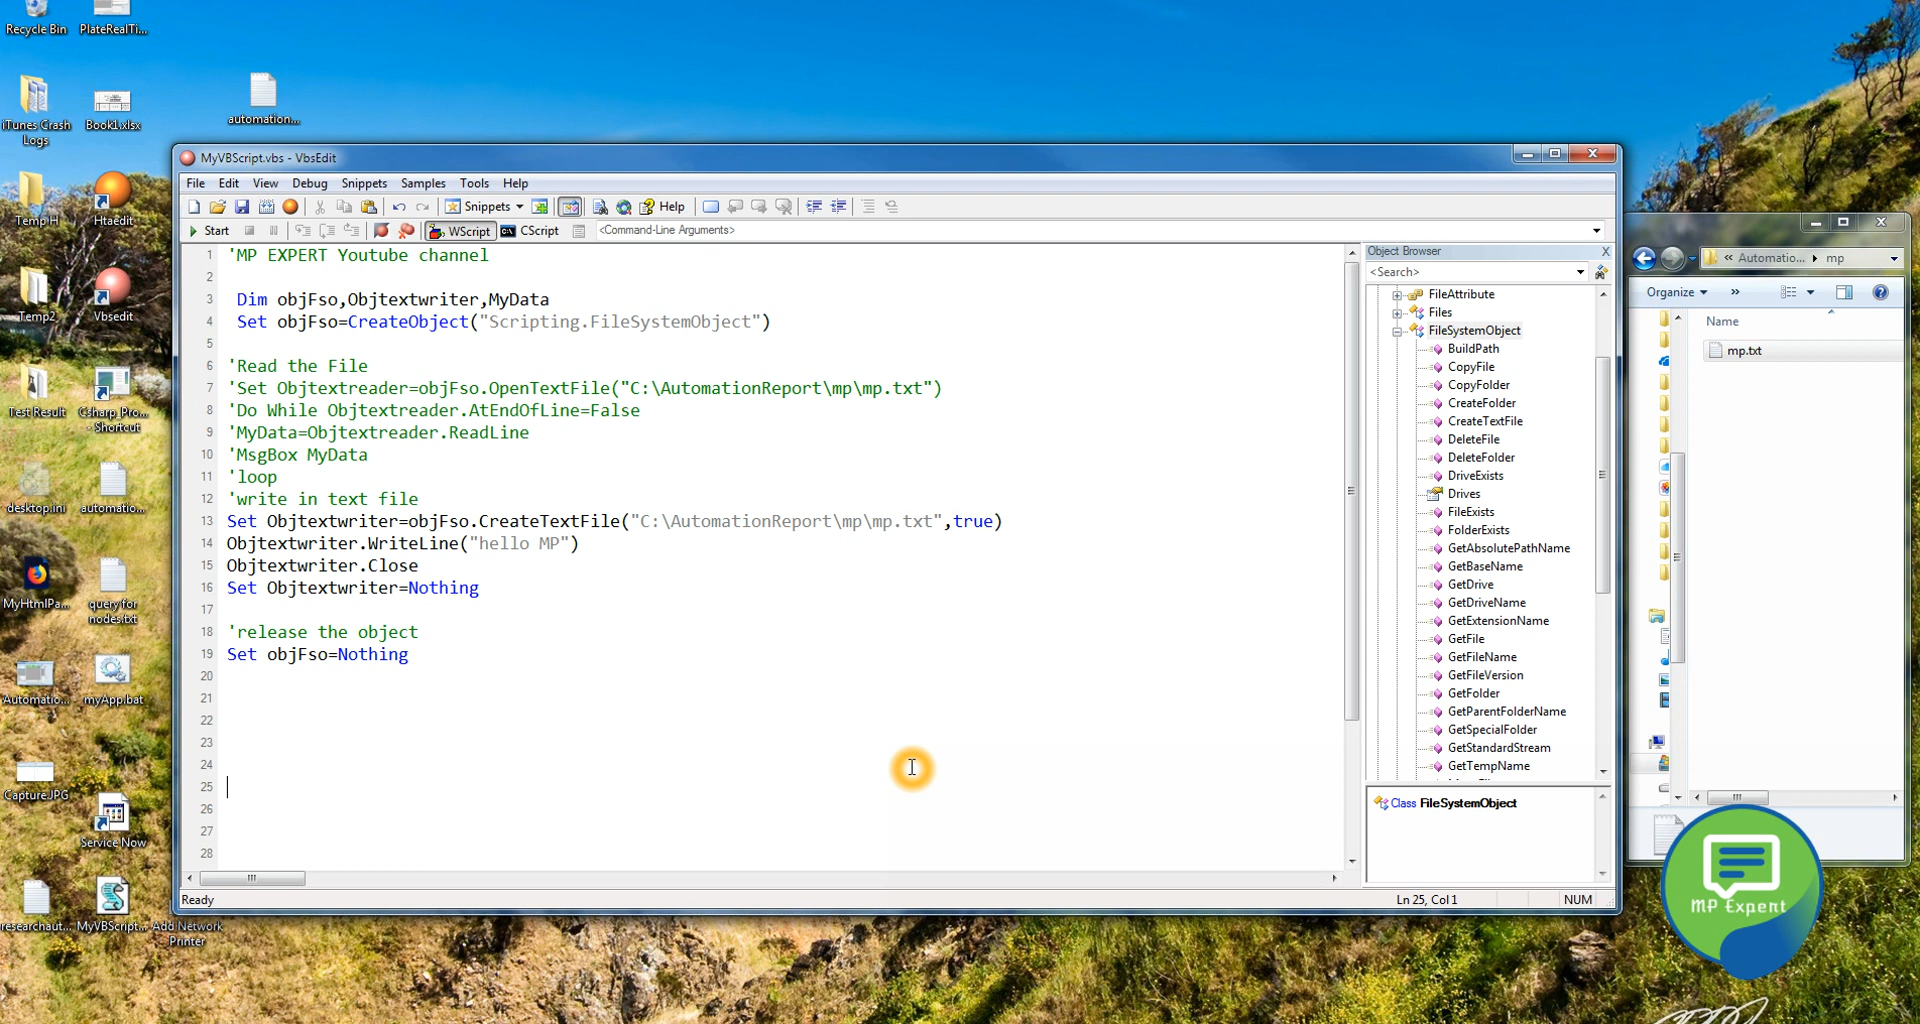 Recycle Bin
PlateRealTi...
iTunes Crash
Logs
Book1.xlsx
automation...
Temp H
Htaedit
Temp2
Vbsedit
Test Result
Csharp_Pro...
- Shortcut
desktop.ini
automatio...
MyHtmlPa...
query for
nodes.txt
Automatio...
myApp.bat
Capture.JPG
Service Now
researchaut...
MyVBScript...
Add Network
Printer
MyVBScript.vbs - VbsEdit
File Edit View Debug Snippets Samples Tools Help
Snippets Help
Start WScript CScript <Command-Line Arguments>
1 'MP EXPERT Youtube channel
2
3 Dim objFso,Objtextwriter,MyData
4 Set objFso=CreateObject("Scripting.FileSystemObject")
5
6 'Read the File
7 'Set Objtextreader=objFso.OpenTextFile("C:\AutomationReport\mp\mp.txt")
8 'Do While Objtextreader.AtEndOfLine=False
9 'MyData=Objtextreader.ReadLine
10 'MsgBox MyData
11 'loop
12 'write in text file
13 Set Objtextwriter=objFso.CreateTextFile("C:\AutomationReport\mp\mp.txt",true)
14 Objtextwriter.WriteLine("hello MP")
15 Objtextwriter.Close
16 Set Objtextwriter=Nothing
17
18 'release the object
19 Set objFso=Nothing
20
21
22
23
24
25
26
27
28
Ready
Ln 25, Col 1
NUM
Object Browser
<Search>
FileAttribute
Files
FileSystemObject
BuildPath
CopyFile
CopyFolder
CreateFolder
CreateTextFile
DeleteFile
DeleteFolder
DriveExists
Drives
FileExists
FolderExists
GetAbsolutePathName
GetBaseName
GetDrive
GetDriveName
GetExtensionName
GetFile
GetFileName
GetFileVersion
GetFolder
GetParentFolderName
GetSpecialFolder
GetStandardStream
GetTempName
Class FileSystemObject
« Automatio... mp
Organize »
Name
mp.txt
MP Expert